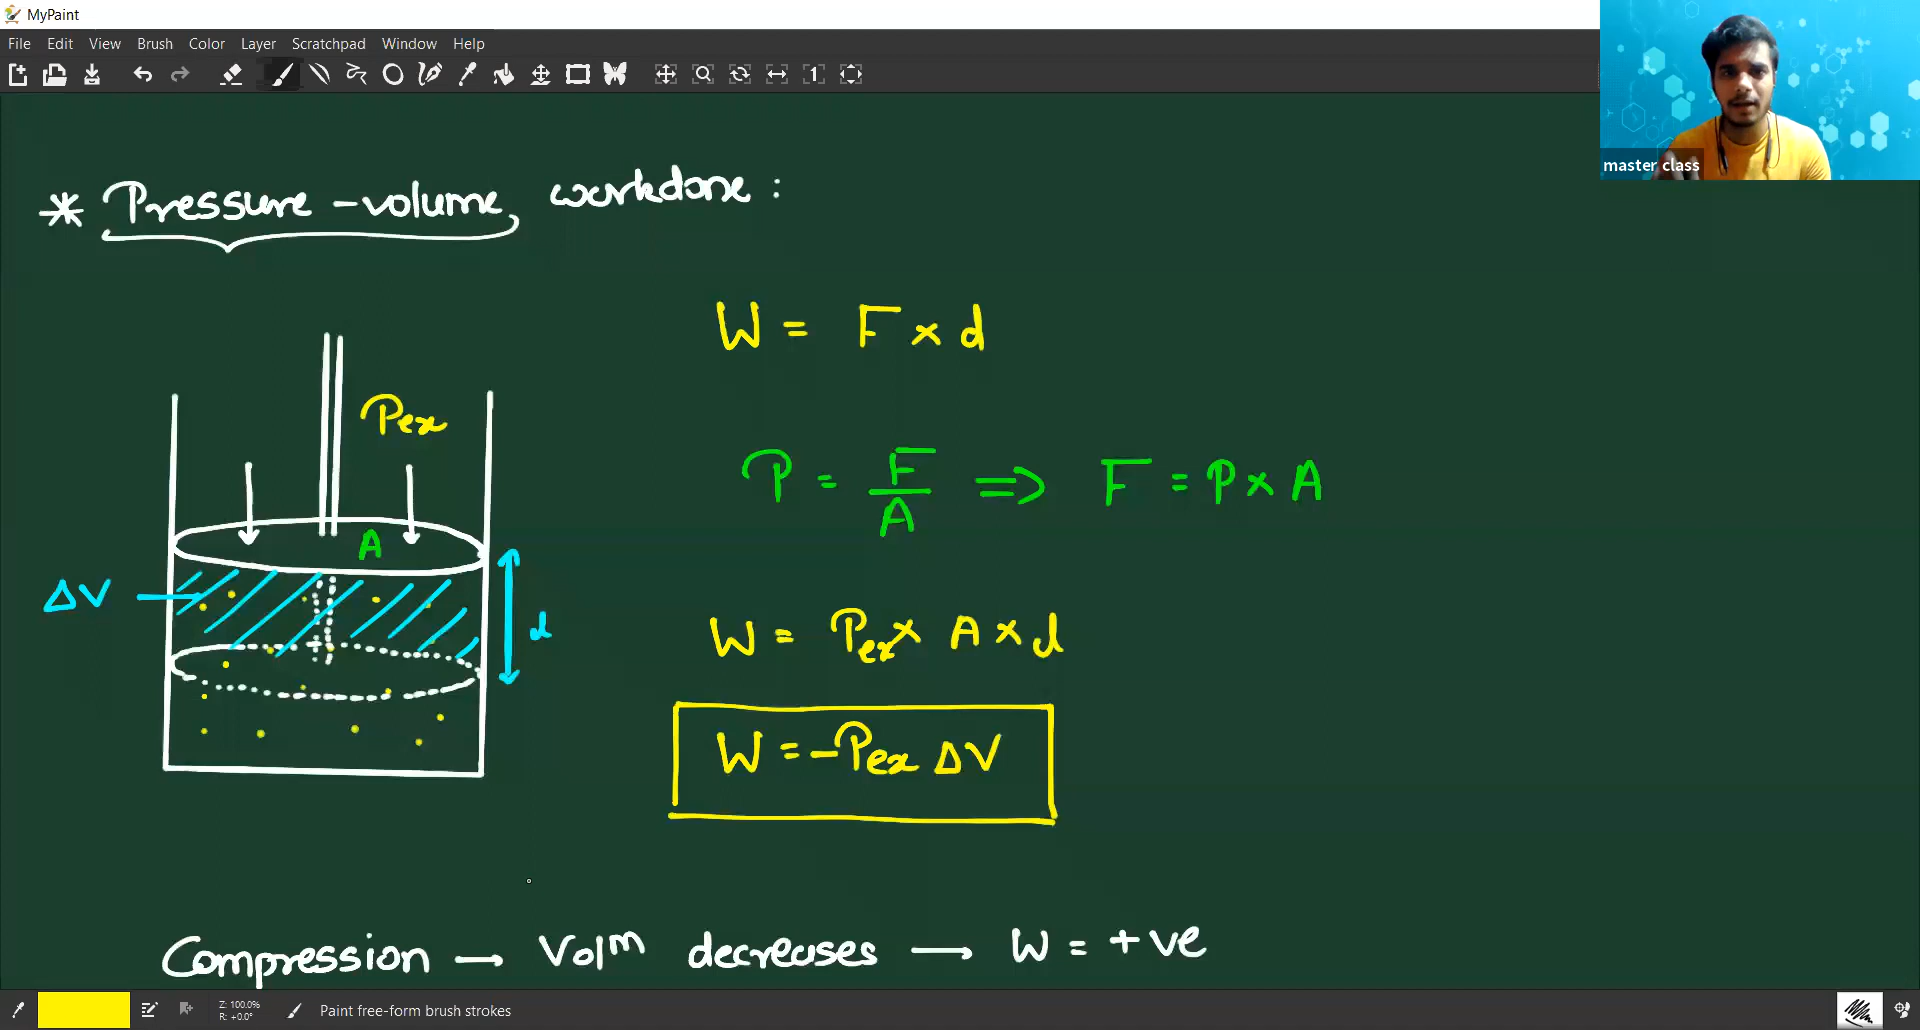 MyPaint
File Edit View Brush Color Layer Scratchpad Window Help
1
master class
* Pressure-volume workdone:
W = F × d
Pex
P = F/A ⇒ F = P × A
A
ΔV
d
W = Pex × A × d
W = -Pex ΔV
Compression → Volm decreases → W = +ve
Z: 100.0%
R: +0.0°
Paint free-form brush strokes